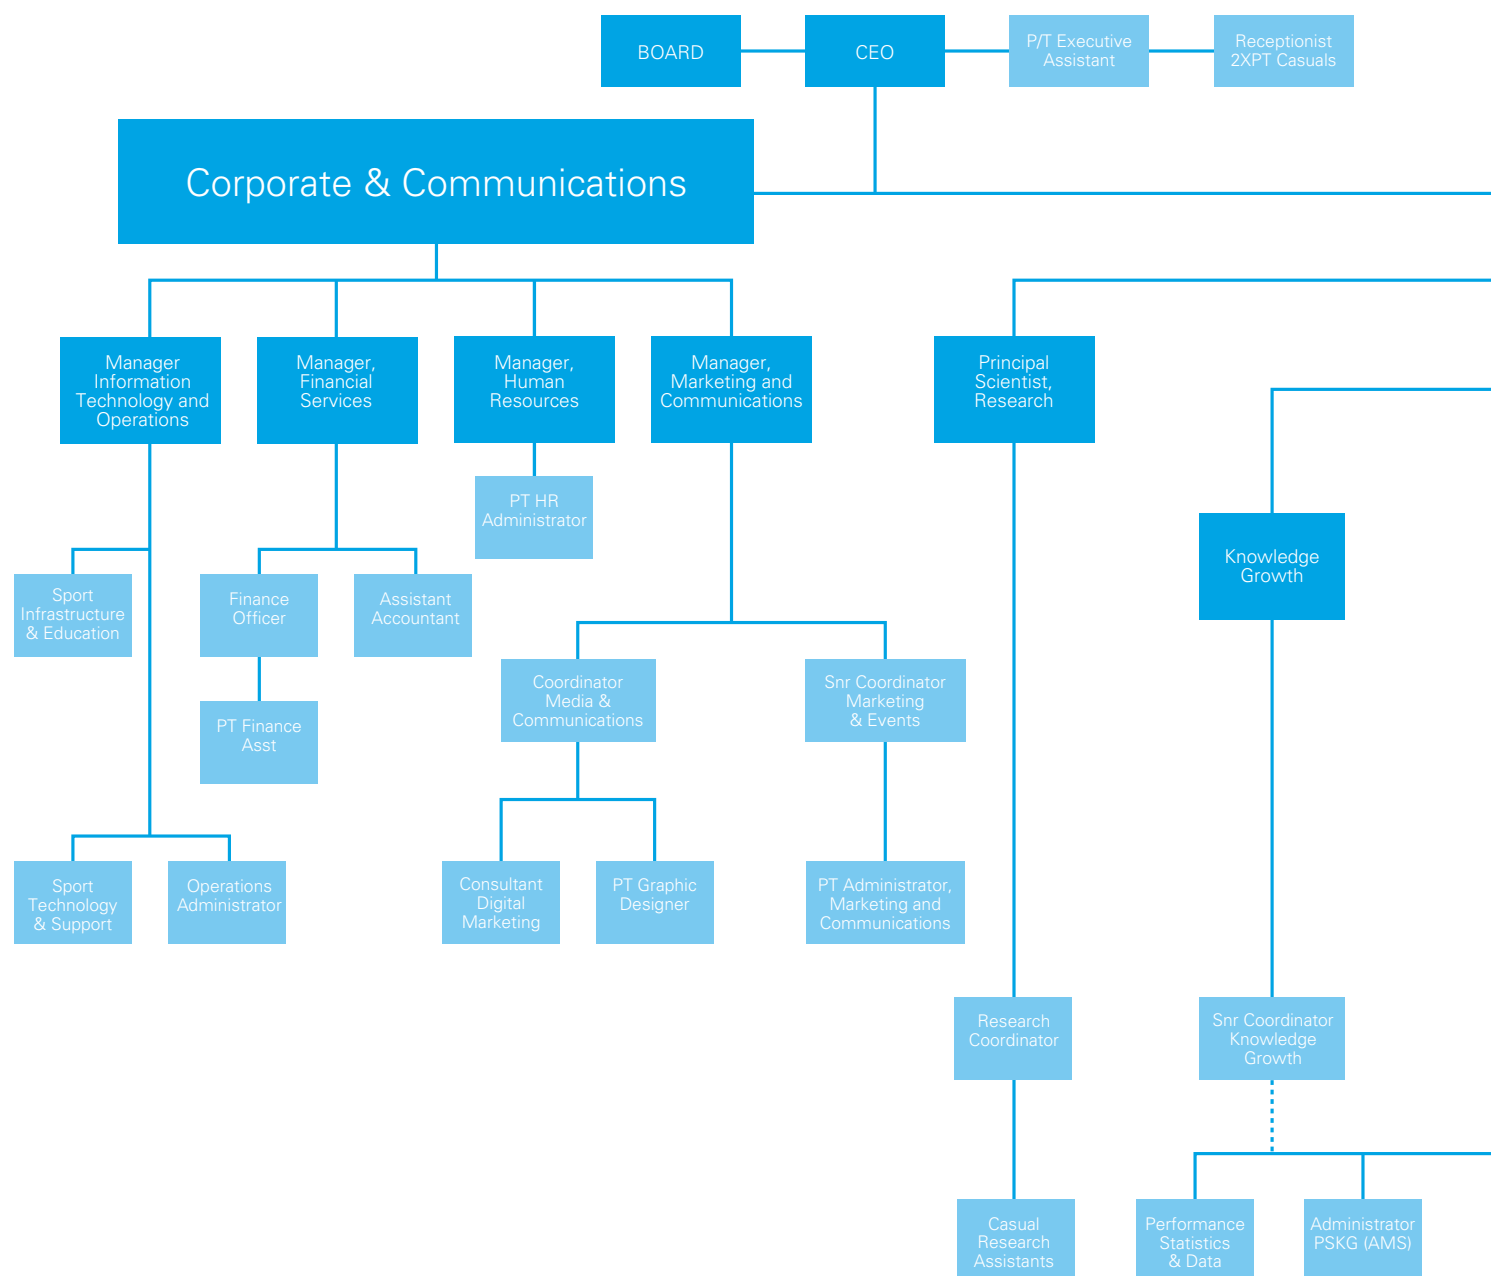 BOARD
CEO
P/T Executive
Assistant
Receptionist
2XPT Casuals
Corporate & Communications
Manager
Information
Technology and
Operations
Manager,
Financial
Services
Manager,
Human
Resources
Manager,
Marketing and
Communications
Principal
Scientist,
Research
PT HR
Administrator
Knowledge
Growth
Sport
Infrastructure
& Education
Finance
Officer
Assistant
Accountant
Coordinator
Media &
Communications
Snr Coordinator
Marketing
& Events
PT Finance
Asst
Sport
Technology
& Support
Operations
Administrator
Consultant
Digital
Marketing
PT Graphic
Designer
PT Administrator,
Marketing and
Communications
Research
Coordinator
Snr Coordinator
Knowledge
Growth
Casual
Research
Assistants
Performance
Statistics
& Data
Administrator
PSKG (AMS)